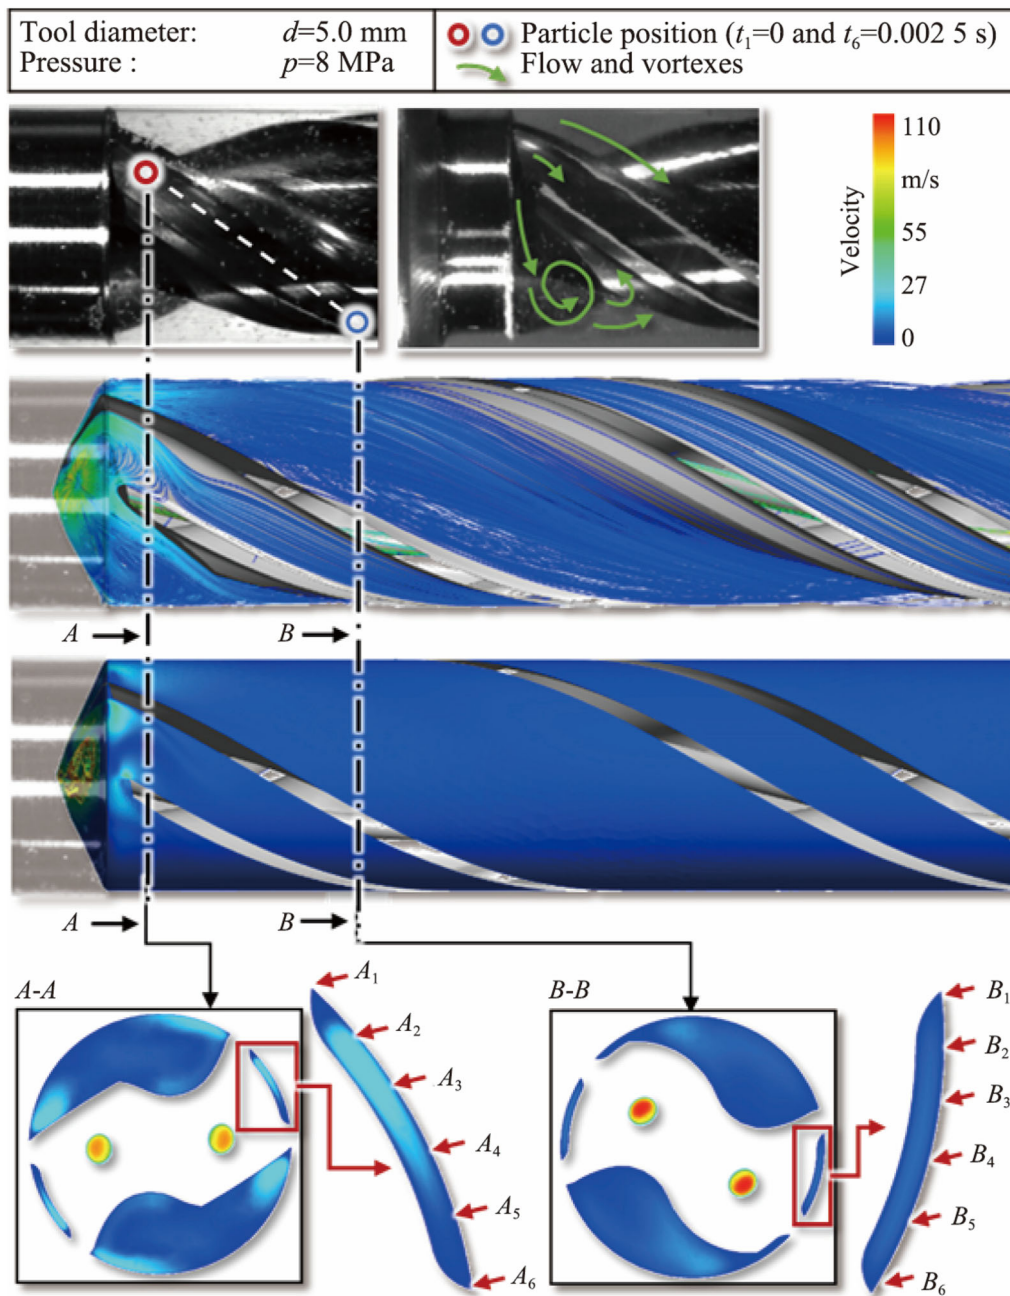 Tool diameter: d=5.0 mm
Pressure : p=8 MPa
Particle position (t1=0 and t6=0.002 5 s)
Flow and vortexes
Velocity
110
m/s
55
27
0
A
B
A
B
A-A
A1
A2
A3
A4
A5
A6
B-B
B1
B2
B3
B4
B5
B6